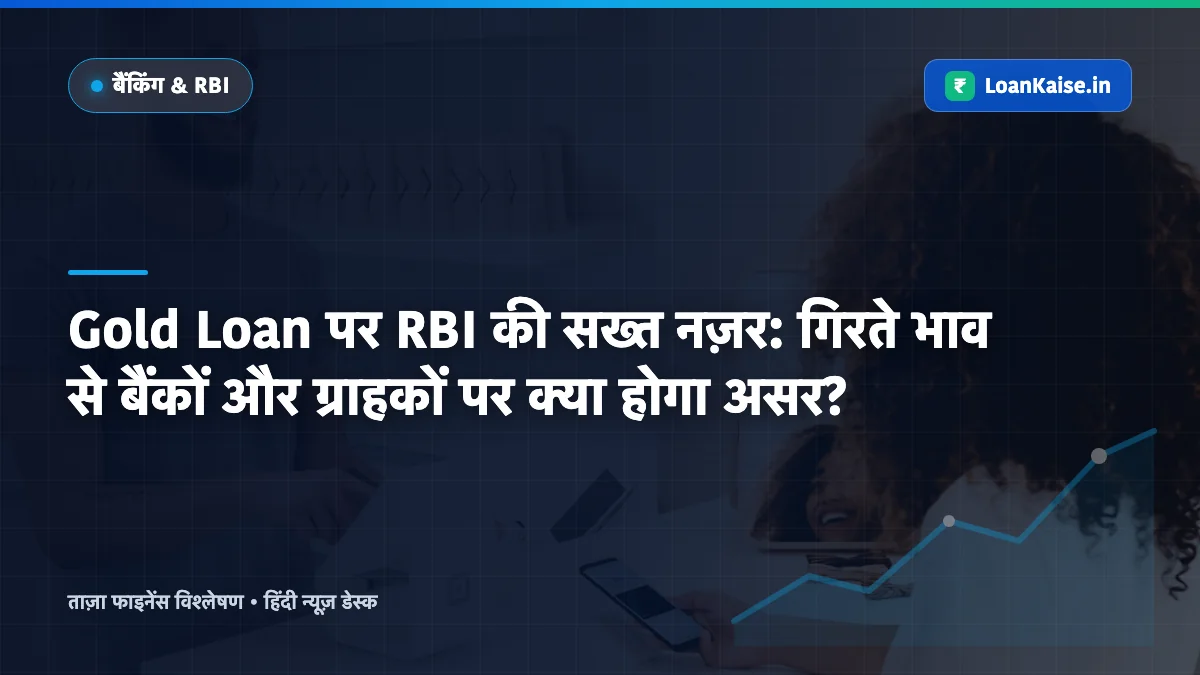 बैंकिंग & RBI
₹ LoanKaise.in
Gold Loan पर RBI की सख्त नज़र: गिरते भाव
से बैंकों और ग्राहकों पर क्या होगा असर?
ताज़ा फाइनेंस विश्लेषण • हिंदी न्यूज़ डेस्क